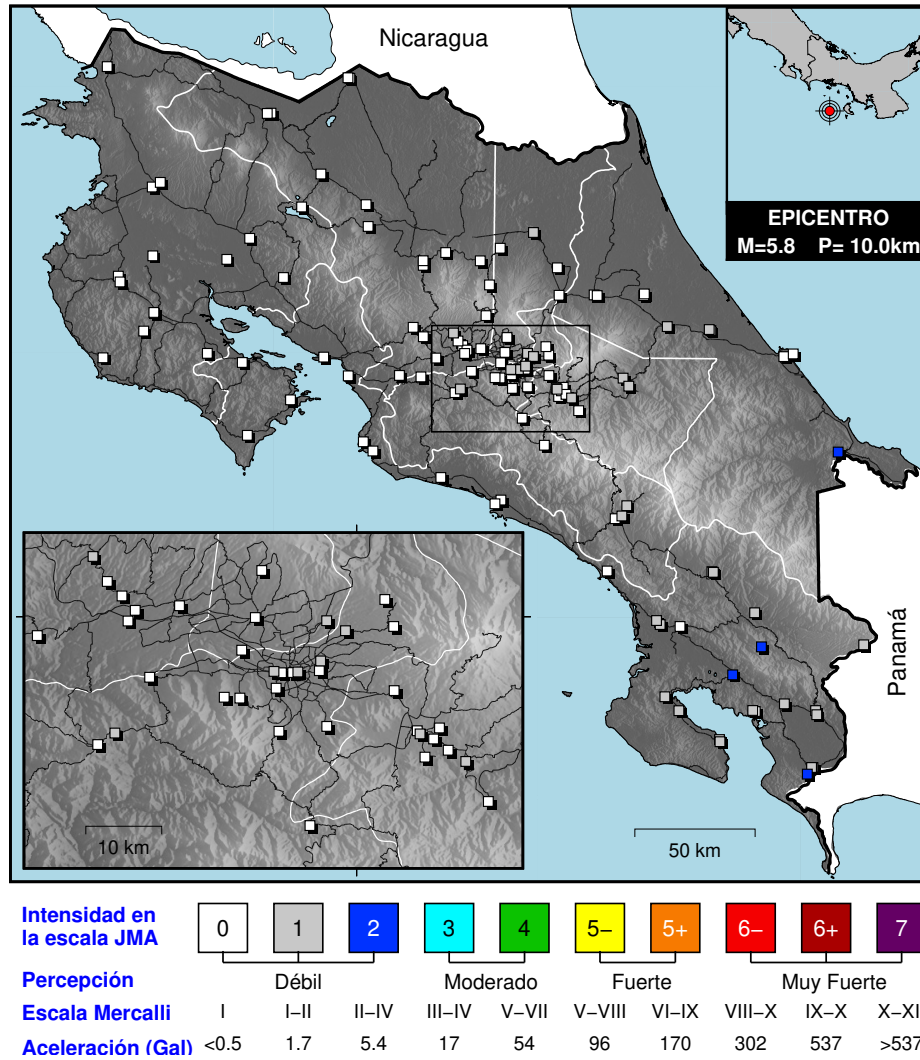 Nicaragua
EPICENTRO
M=5.8 P= 10.0km
Panamá
10 km
50 km
Intensidad en
la escala JMA
0 1 2 3 4 5− 5+ 6− 6+ 7
Percepción Débil Moderado Fuerte Muy Fuerte
Escala Mercalli I I−II II−IV III−IV V−VII V−VIII VI−IX VIII−X IX−X X−XI
Aceleración (Gal) <0.5 1.7 5.4 17 54 96 170 302 537 >537